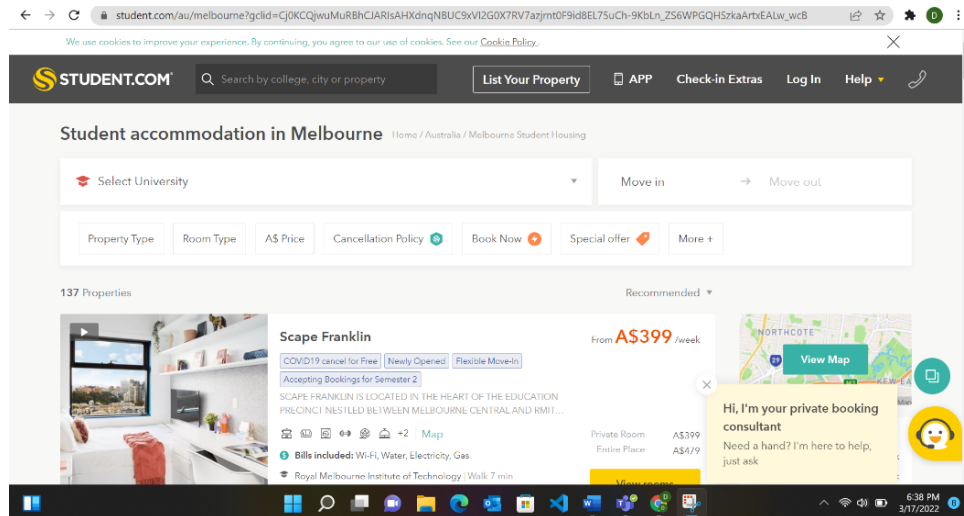 student.com/au/melbourne?gclid=Cj0KCQjwuMuRBhCJARIsAHXdnqNBUC9xVI2G0X7RV7azjrnt0F9id8EL75uCh-9KbLn_ZS6WPGQHSzkaArtxEALw_wcB
D
We use cookies to improve your experience. By continuing, you agree to our use of cookies. See our Cookie Policy.
STUDENT.COM
Search by college, city or property
List Your Property
APP
Check-in Extras
Log In
Help
Student accommodation in Melbourne
Home / Australia / Melbourne Student Housing
Select University
Move in
Move out
Property Type
Room Type
A$ Price
Cancellation Policy
Book Now
Special offer
More +
137 Properties
Recommended
Scape Franklin
From A$399 /week
COVID19 cancel for Free
Newly Opened
Flexible Move-In
Accepting Bookings for Semester 2
SCAPE FRANKLIN IS LOCATED IN THE HEART OF THE EDUCATION
PRECINCT NESTLED BETWEEN MELBOURNE CENTRAL AND RMIT...
+2
Map
Private Room A$399
Entire Place A$479
Bills included: Wi-Fi, Water, Electricity, Gas
Royal Melbourne Institute of Technology | Walk 7 min
View rooms
NORTHCOTE
29
View Map
KEW EA
Hi, I'm your private booking
consultant
Need a hand? I'm here to help,
just ask
6:38 PM
3/17/2022